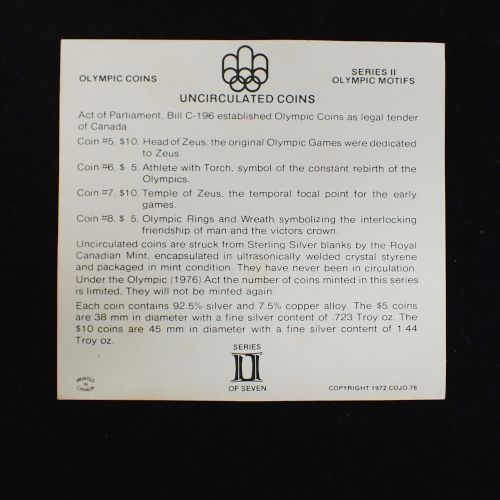 OLYMPIC COINS
SERIES II
OLYMPIC MOTIFS
UNCIRCULATED COINS
Act of Parliament, Bill C-196 established Olympic Coins as legal tender
of Canada.
Coin #5, $10, Head of Zeus, the original Olympic Games were dedicated
to Zeus.
Coin #6, $ 5, Athlete with Torch, symbol of the constant rebirth of the
Olympics.
Coin #7, $10, Temple of Zeus, the temporal focal point for the early
games.
Coin #8, $ 5, Olympic Rings and Wreath symbolizing the interlocking
friendship of man and the victors crown.
Uncirculated coins are struck from Sterling Silver blanks by the Royal
Canadian Mint, encapsulated in ultrasonically welded crystal styrene
and packaged in mint condition. They have never been in circulation.
Under the Olympic (1976) Act the number of coins minted in this series
is limited. They will not be minted again.
Each coin contains 92.5% silver and 7.5% copper alloy. The $5 coins
are 38 mm in diameter with a fine silver content of .723 Troy oz. The
$10 coins are 45 mm in diameter with a fine silver content of 1.44
Troy oz.
SERIES
II
OF SEVEN
PRINTED
IN
CANADA
COPYRIGHT 1972 COJO 76